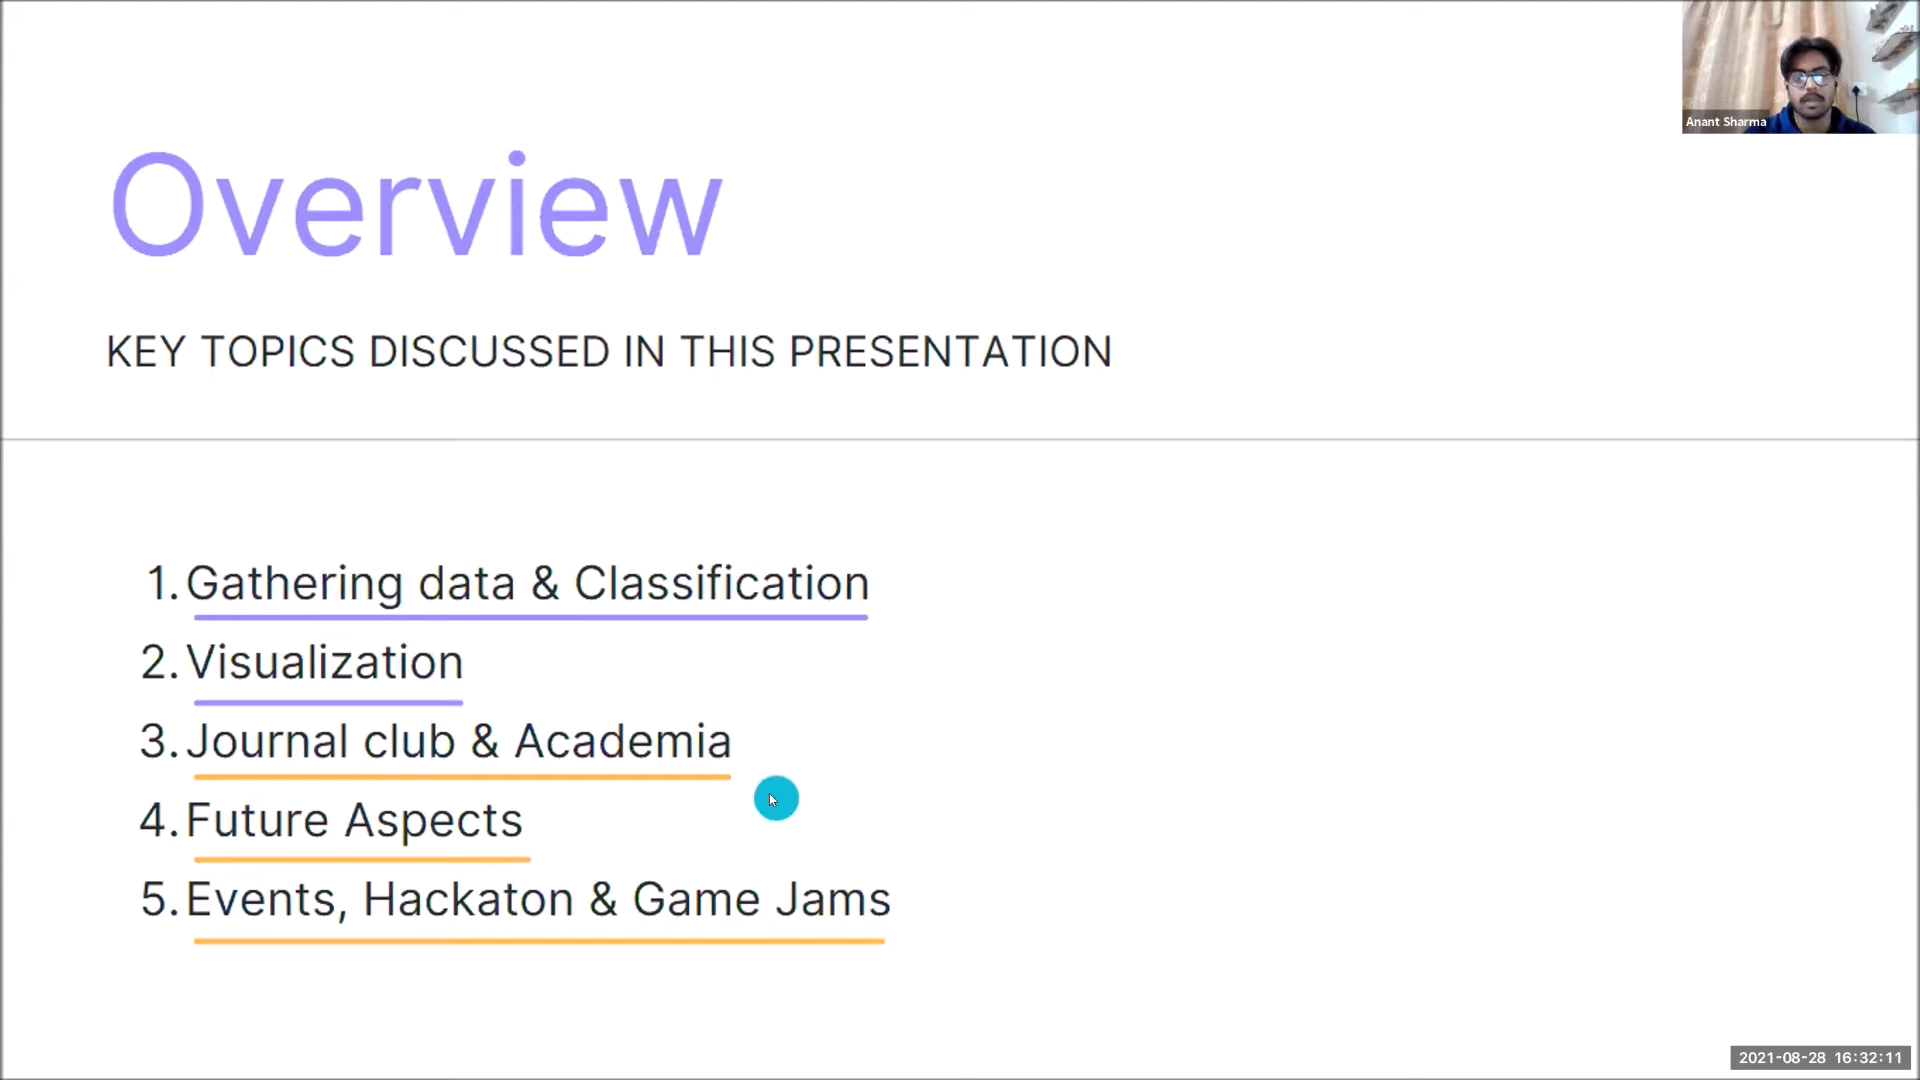 Anant Sharma
Overview
KEY TOPICS DISCUSSED IN THIS PRESENTATION
1. Gathering data & Classification
2. Visualization
3. Journal club & Academia
4. Future Aspects
5. Events, Hackaton & Game Jams
2021-08-28 16:32:11